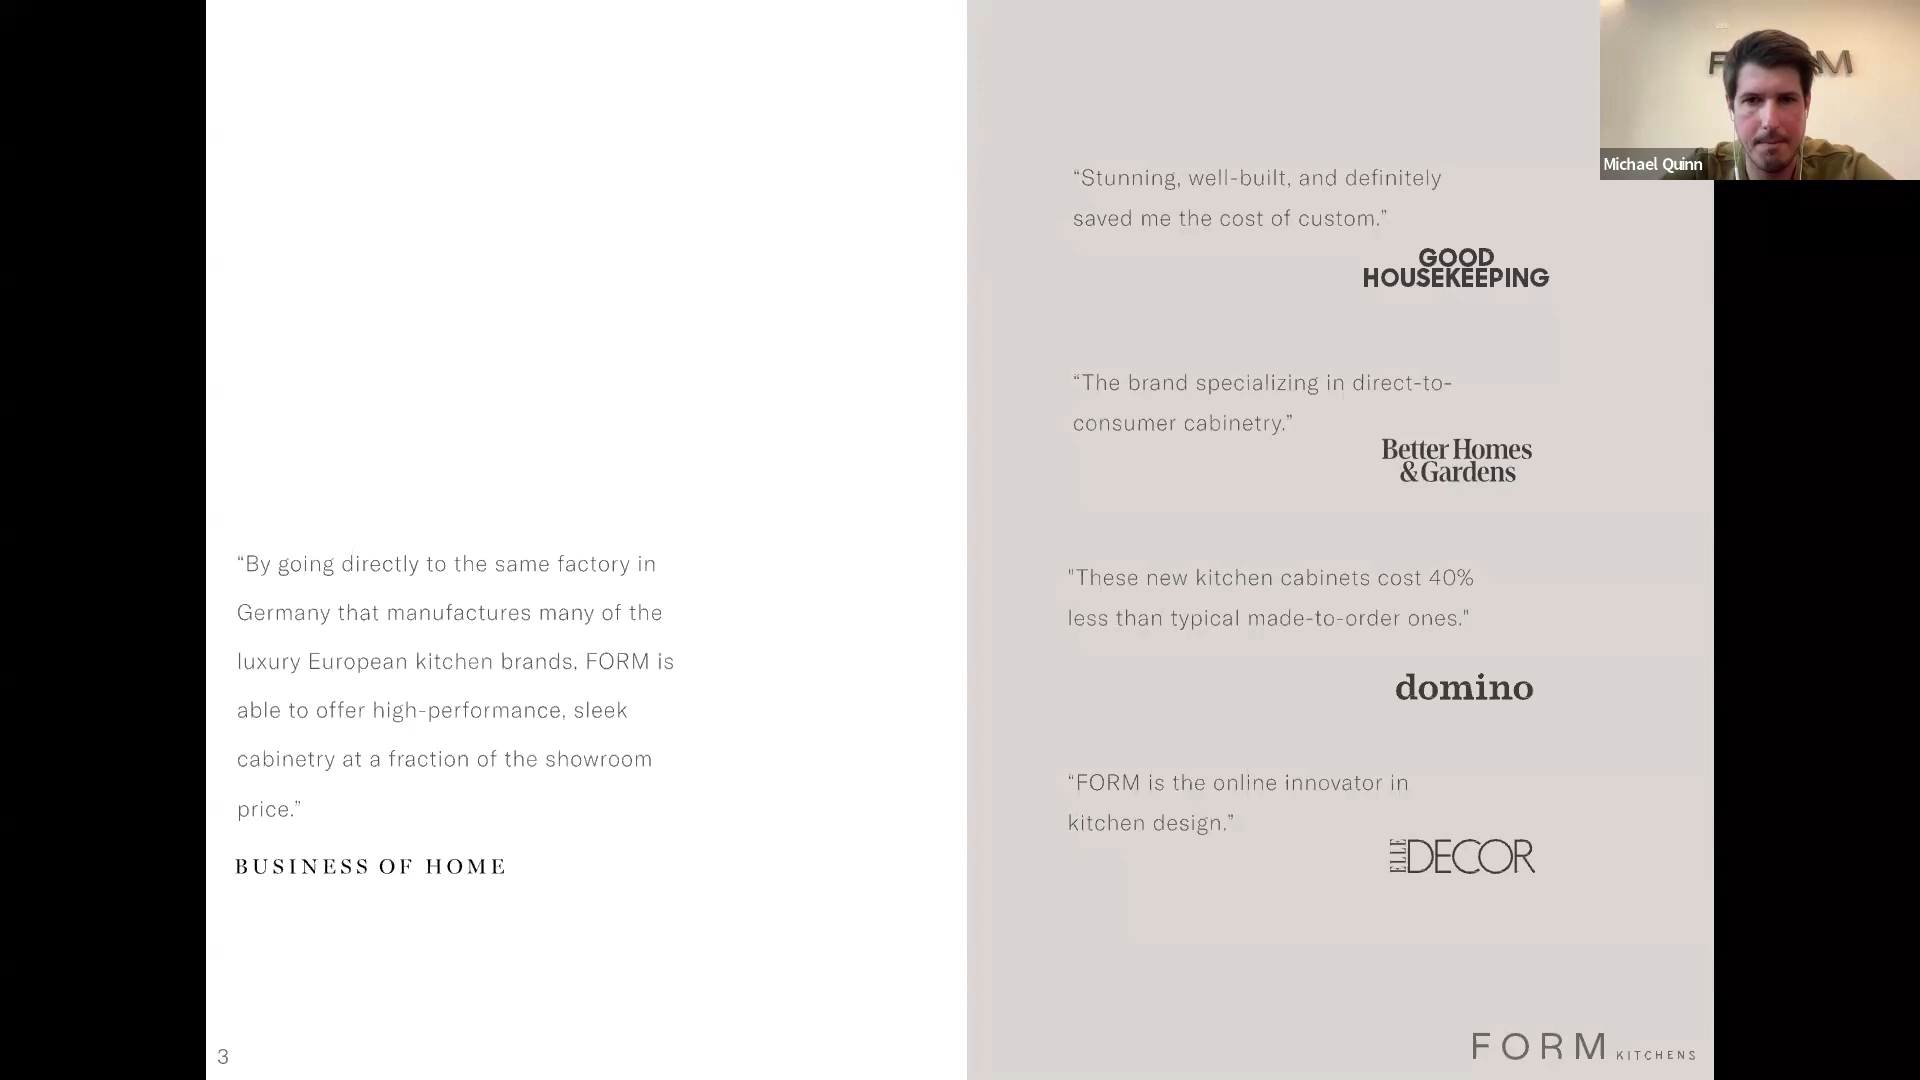 “By going directly to the same factory in
Germany that manufactures many of the
luxury European kitchen brands, FORM is
able to offer high-performance, sleek
cabinetry at a fraction of the showroom
price.”
BUSINESS OF HOME
3
“Stunning, well-built, and definitely
saved me the cost of custom.”
GOOD
HOUSEKEEPING
“The brand specializing in direct-to-
consumer cabinetry.”
Better Homes
& Gardens
"These new kitchen cabinets cost 40%
less than typical made-to-order ones."
domino
“FORM is the online innovator in
kitchen design.”
ELLE DECOR
FORM KITCHENS
Michael Quinn